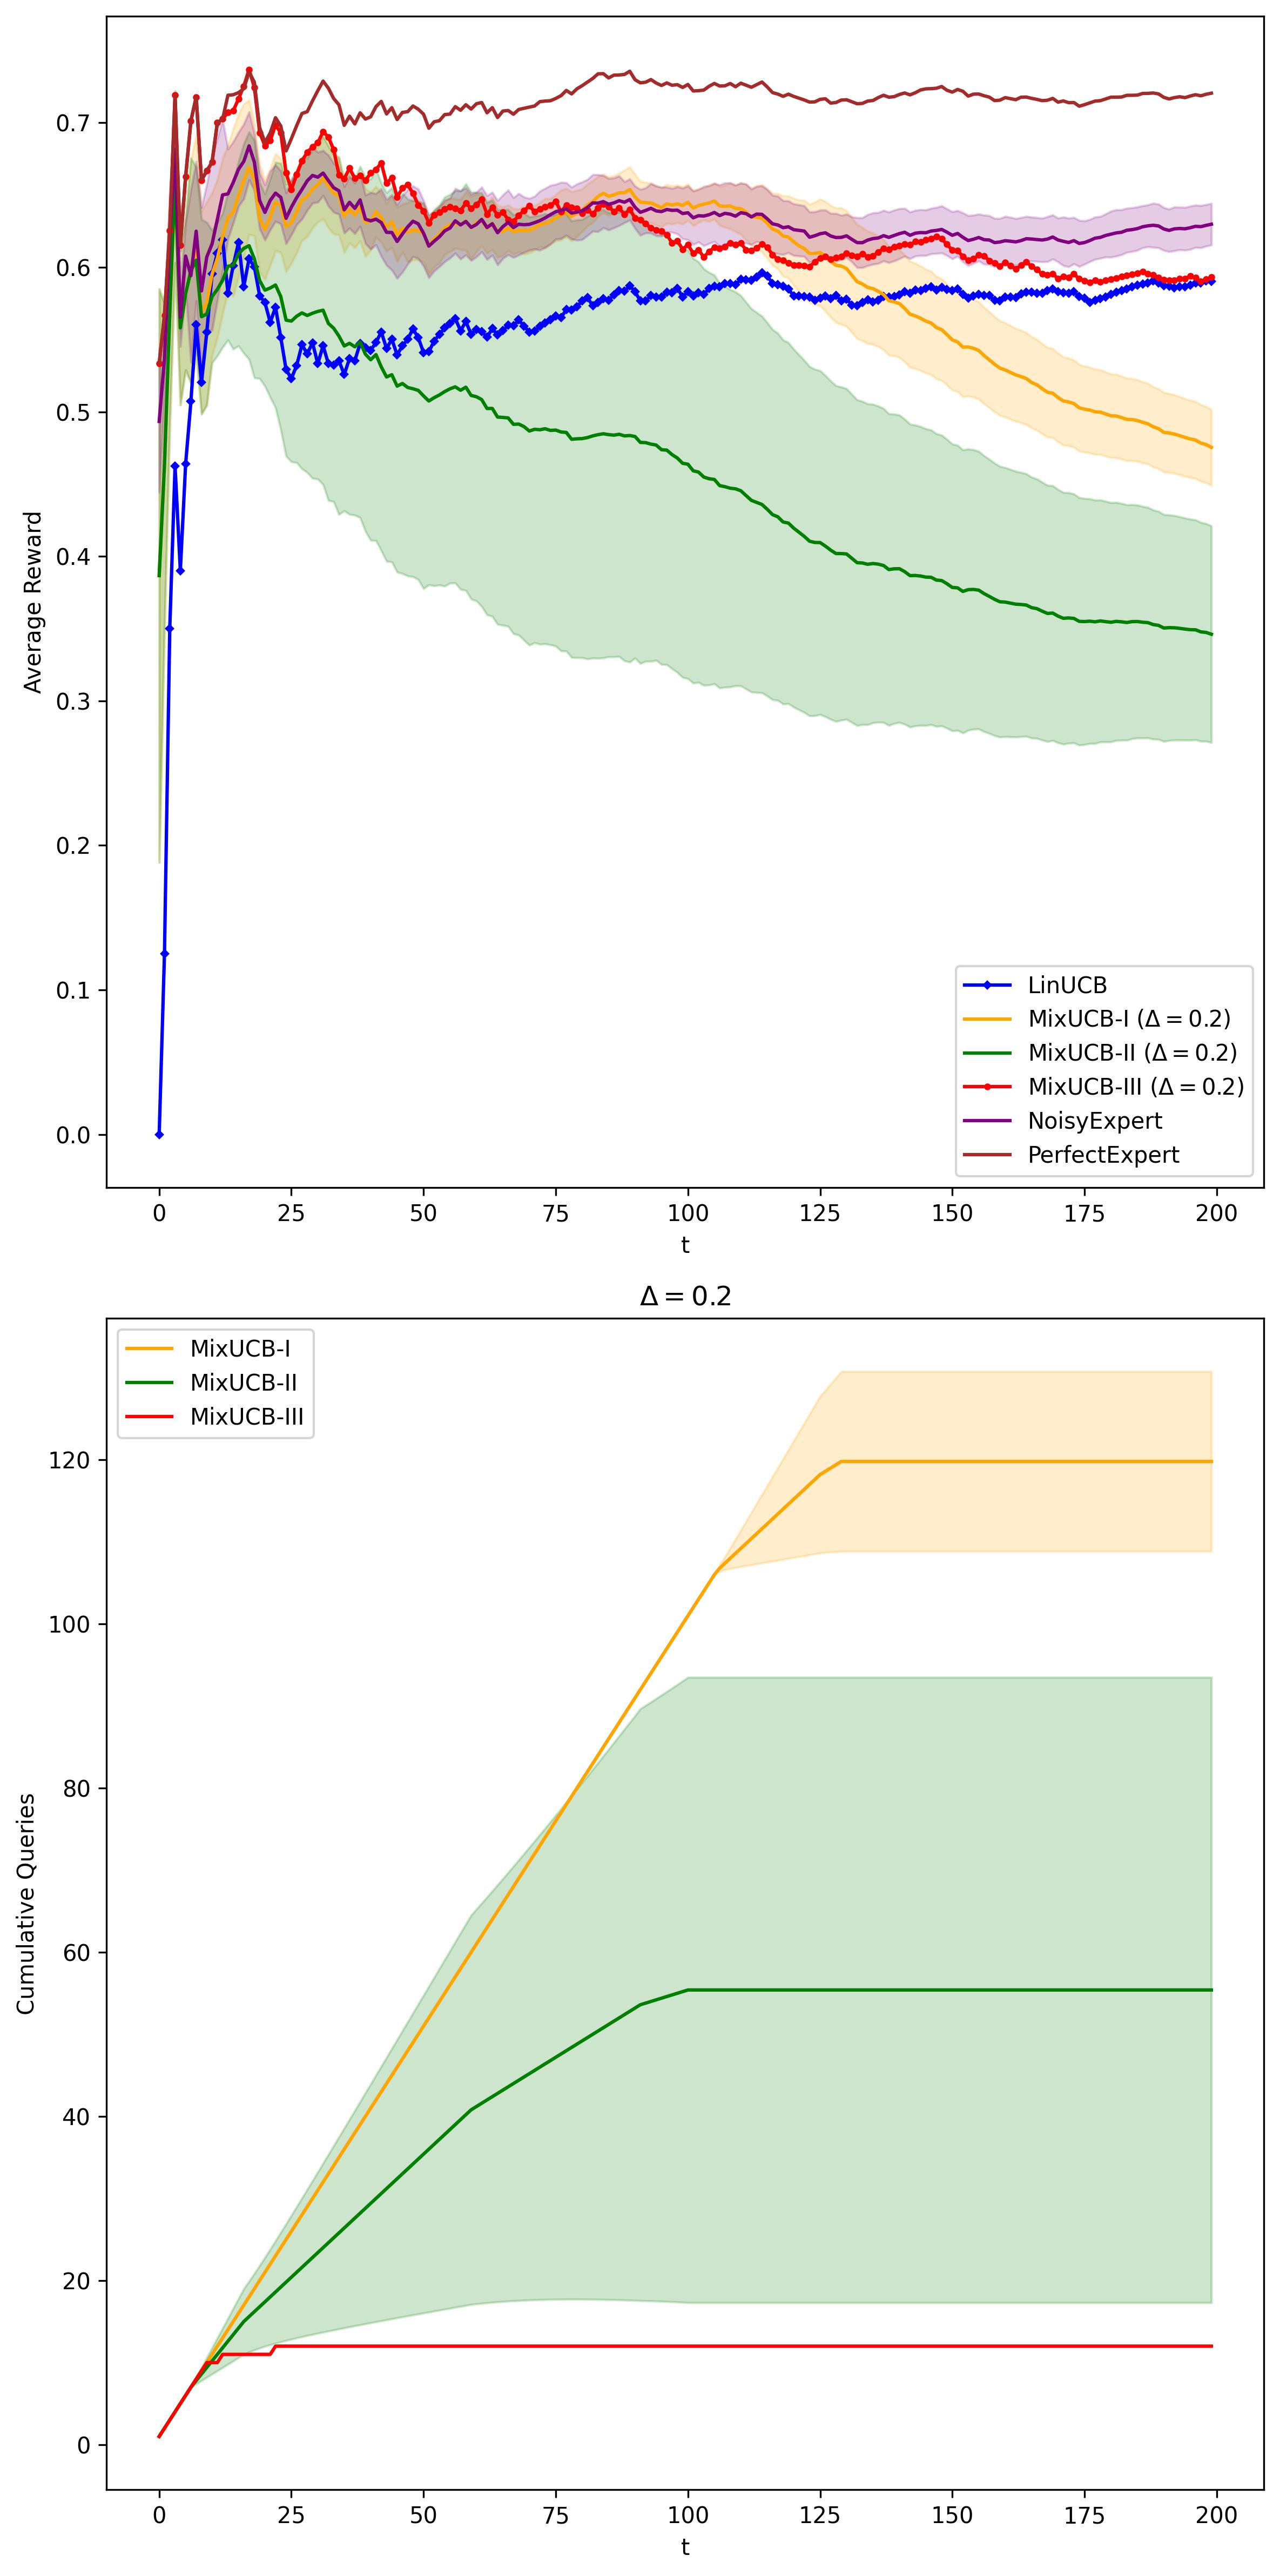 0.7
0.6
0.5
0.4
0.3
0.2
0.1
0.0
Average Reward
LinUCB
MixUCB-I (Δ = 0.2)
MixUCB-II (Δ = 0.2)
MixUCB-III (Δ = 0.2)
NoisyExpert
PerfectExpert
0 25 50 75 100 125 150 175 200
t
Δ = 0.2
MixUCB-I
MixUCB-II
MixUCB-III
120
100
80
60
40
20
0
Cumulative Queries
0 25 50 75 100 125 150 175 200
t